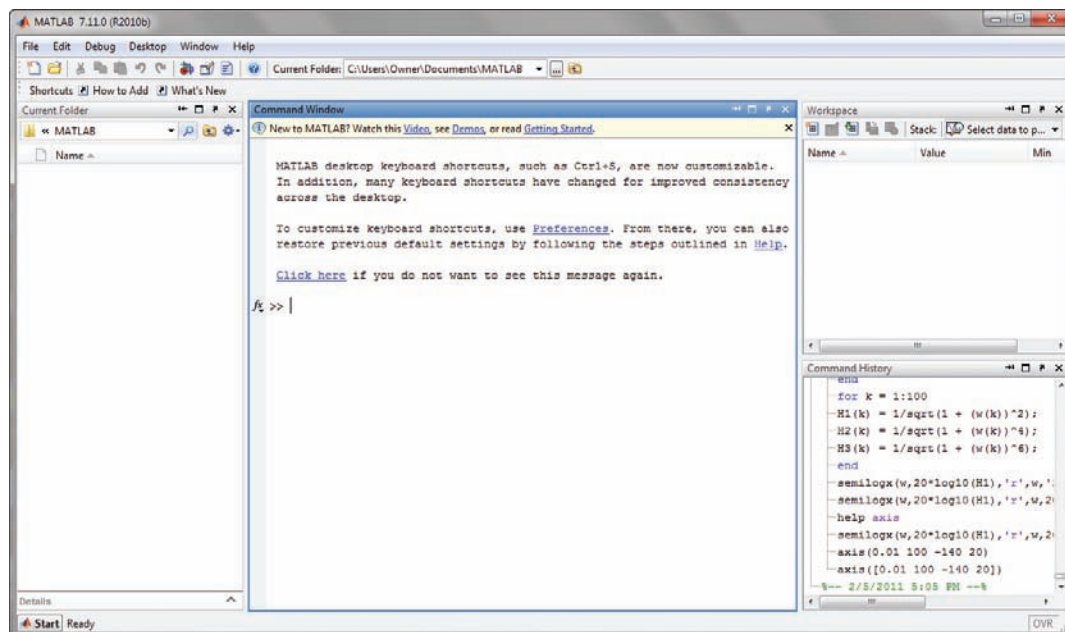 MATLAB 7.11.0 (R2010b)
File Edit Debug Desktop Window Help
Current Folder: C:\Users\Owner\Documents\MATLAB
Shortcuts How to Add What's New
Current Folder
« MATLAB
Name
Details
Command Window
New to MATLAB? Watch this Video, see Demos, or read Getting Started.
MATLAB desktop keyboard shortcuts, such as Ctrl+S, are now customizable.
In addition, many keyboard shortcuts have changed for improved consistency
across the desktop.
To customize keyboard shortcuts, use Preferences. From there, you can also
restore previous default settings by following the steps outlined in Help.
Click here if you do not want to see this message again.
fx >>
Workspace
Stack: Select data to p...
Name Value Min
Command History
end
for k = 1:100
H1(k) = 1/sqrt(1 + (w(k))^2);
H2(k) = 1/sqrt(1 + (w(k))^4);
H3(k) = 1/sqrt(1 + (w(k))^6);
end
semilogx(w,20*log10(H1),'r',w,'
semilogx(w,20*log10(H1),'r',w,2
help axis
semilogx(w,20*log10(H1),'r',w,2
axis(0.01 100 -140 20)
axis([0.01 100 -140 20])
%-- 2/5/2011 5:05 PM --%
Start Ready
OVR